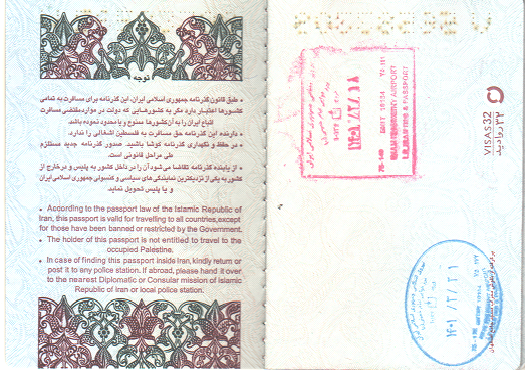 توجه
• طبق قانون گذرنامه جمهوری اسلامی ایران، این گذرنامه برای مسافرت به تمامی
کشورها اعتبار دارد مگر به کشورهایی که دولت در موارد مقتضی مسافرت
اتباع ایران را به آن کشورها ممنوع و یا محدود نموده باشد.
• دارنده این گذرنامه حق مسافرت به فلسطین اشغالی را ندارد.
• در حفظ و نگهداری گذرنامه کوشا باشید. صدور گذرنامه جدید مستلزم
طی مراحل قانونی است.
• از یابنده گذرنامه تقاضا می شود آن را در داخل کشور به پلیس و در خارج از
کشور به یکی از نزدیکترین نمایندگی های سیاسی و کنسولی جمهوری اسلامی ایران
و یا پلیس تحویل نماید
• According to the passport law of the Islamic Republic of
Iran, this passport is valid for travelling to all countries, except
for those have been banned or restricted by the Government.
• The holder of this passport is not entitled to travel to the
occupied Palestine.
• In case of finding this passport inside Iran, kindly return or
post it to any police station. If abroad, please hand it over
to the nearest Diplomatic or Consular mission of Islamic
Republic of Iran or local police station.
VISAS 32
۳۲ روادید
۱۴۰۱/۲/۱۸
۱۴۰۱/۲/۲۱